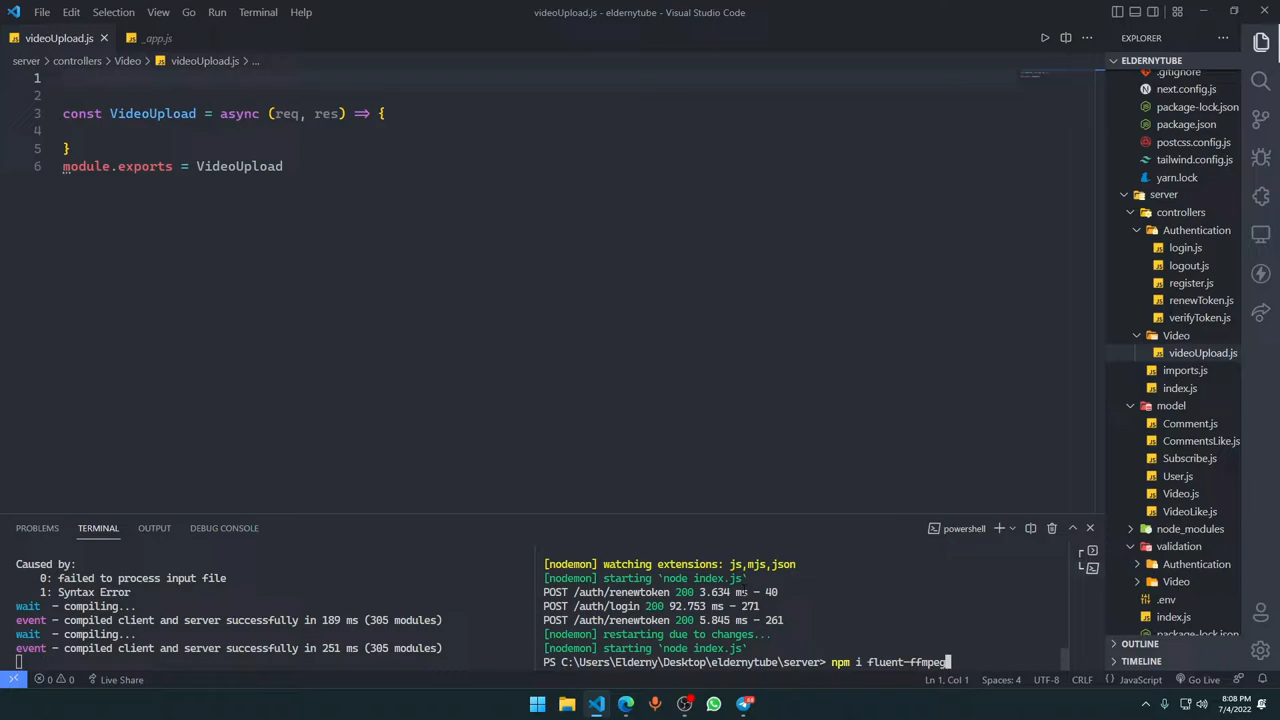 File Edit Selection View Go Run Terminal Help
videoUpload.js - eldernytube - Visual Studio Code
videoUpload.js
_app.js
EXPLORER
server > controllers > Video > videoUpload.js > ...
1
2
3 const VideoUpload = async (req, res) => {
4
5 }
6 module.exports = VideoUpload
ELDERNYTUBE
.gitignore
next.config.js
package-lock.json
package.json
postcss.config.js
tailwind.config.js
yarn.lock
server
controllers
Authentication
login.js
logout.js
register.js
renewToken.js
verifyToken.js
Video
videoUpload.js
imports.js
index.js
model
Comment.js
CommentsLike.js
Subscribe.js
User.js
Video.js
VideoLike.js
node_modules
validation
Authentication
Video
.env
index.js
package-lock.json
OUTLINE
TIMELINE
PROBLEMS TERMINAL OUTPUT DEBUG CONSOLE
powershell
Caused by:
0: failed to process input file
1: Syntax Error
wait - compiling...
event - compiled client and server successfully in 189 ms (305 modules)
wait - compiling...
event - compiled client and server successfully in 251 ms (305 modules)
[nodemon] watching extensions: js,mjs,json
[nodemon] starting `node index.js`
POST /auth/renewtoken 200 3.634 ms - 40
POST /auth/login 200 92.753 ms - 271
POST /auth/renewtoken 200 5.845 ms - 261
[nodemon] restarting due to changes...
[nodemon] starting `node index.js`
PS C:\Users\Elderny\Desktop\eldernytube\server> npm i fluent-ffmpeg
0 0 Live Share
Ln 1, Col 1 Spaces: 4 UTF-8 CRLF JavaScript Go Live
8:08 PM
7/4/2022